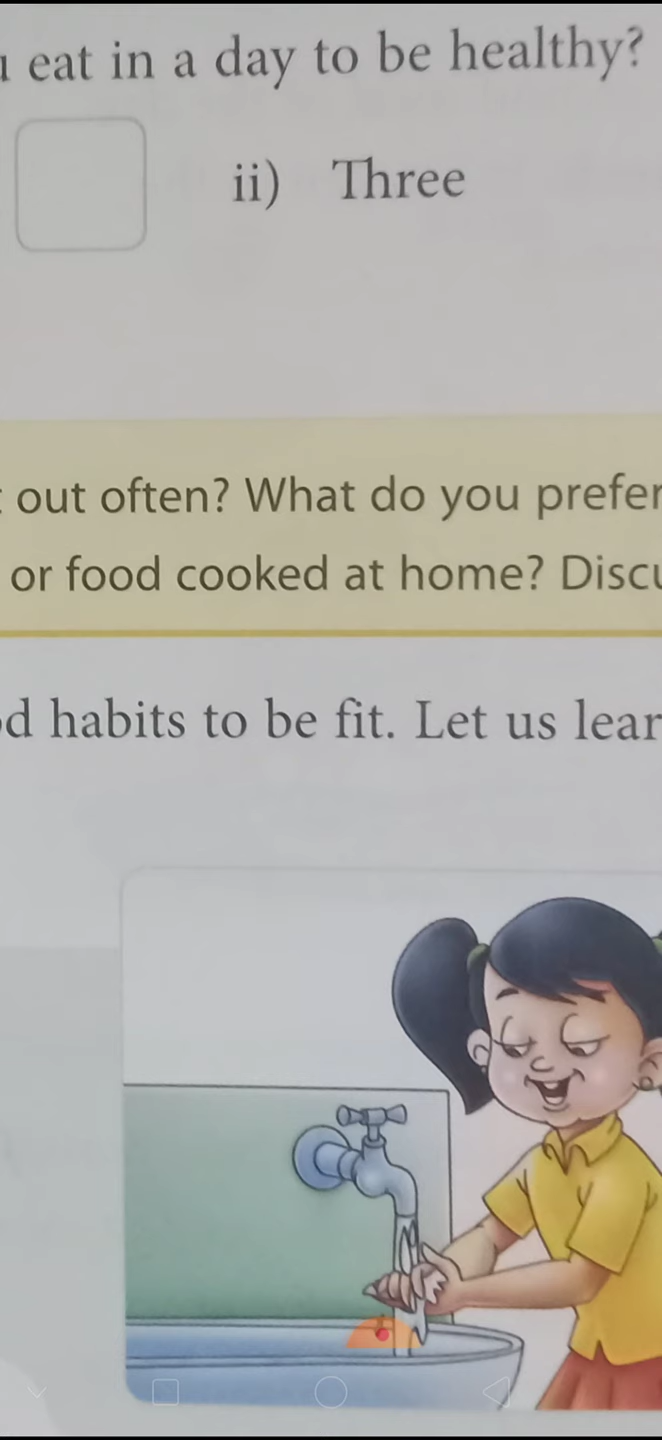 eat in a day to be healthy?
ii) Three
out often? What do you prefer
or food cooked at home? Discu
d habits to be fit. Let us lear